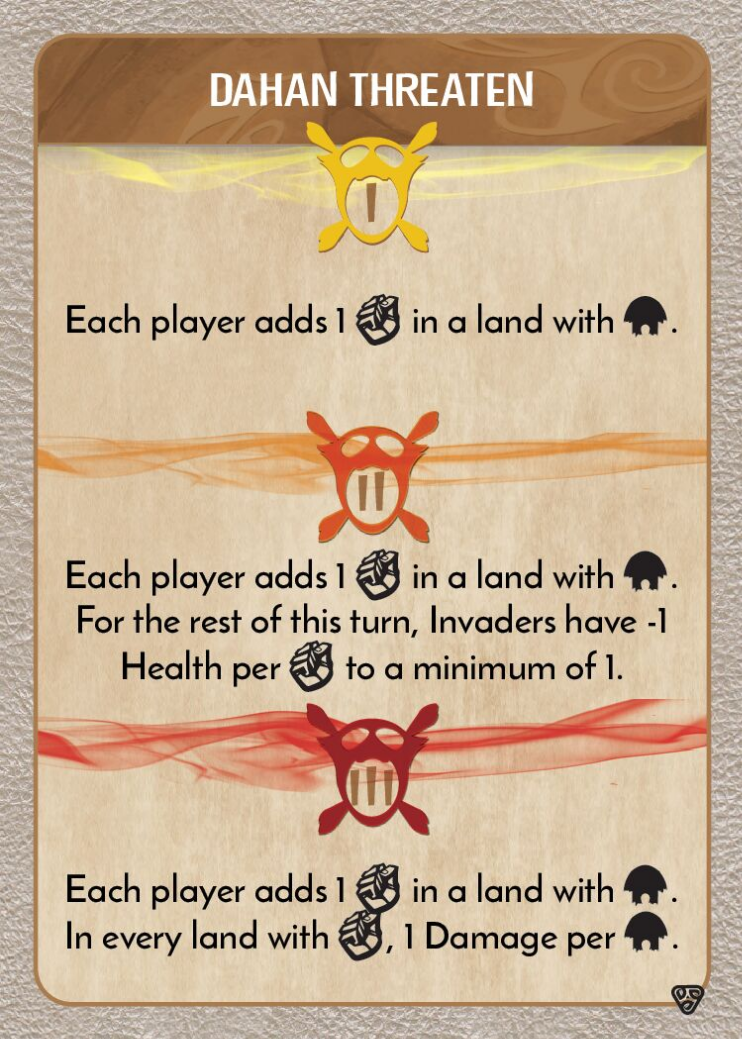 DAHAN THREATEN
I
Each player adds 1 in a land with .
II
Each player adds 1 in a land with .
For the rest of this turn, Invaders have -1
Health per to a minimum of 1.
III
Each player adds 1 in a land with .
In every land with , 1 Damage per .